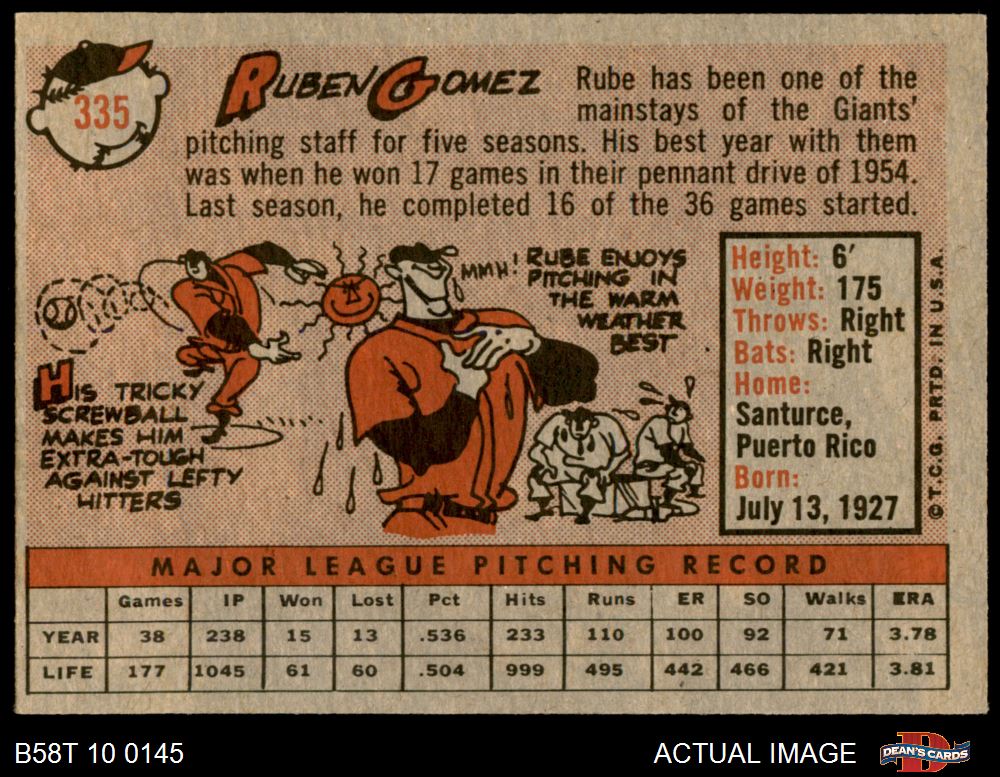 335
RUBEN GOMEZ
Rube has been one of the
mainstays of the Giants'
pitching staff for five seasons. His best year with them
was when he won 17 games in their pennant drive of 1954.
Last season, he completed 16 of the 36 games started.
HIS TRICKY
SCREWBALL
MAKES HIM
EXTRA-TOUGH
AGAINST LEFTY
HITTERS
MMH!
RUBE ENJOYS
PITCHING IN
THE WARM
WEATHER
BEST
Height: 6'
Weight: 175
Throws: Right
Bats: Right
Home:
Santurce,
Puerto Rico
Born:
July 13, 1927
© T.C.G. PRTD. IN U.S.A.
MAJOR LEAGUE PITCHING RECORD
Games IP Won Lost Pct Hits Runs ER SO Walks ERA
YEAR 38 238 15 13 .536 233 110 100 92 71 3.78
LIFE 177 1045 61 60 .504 999 495 442 466 421 3.81
B58T 10 0145
ACTUAL IMAGE
DEAN'S CARDS